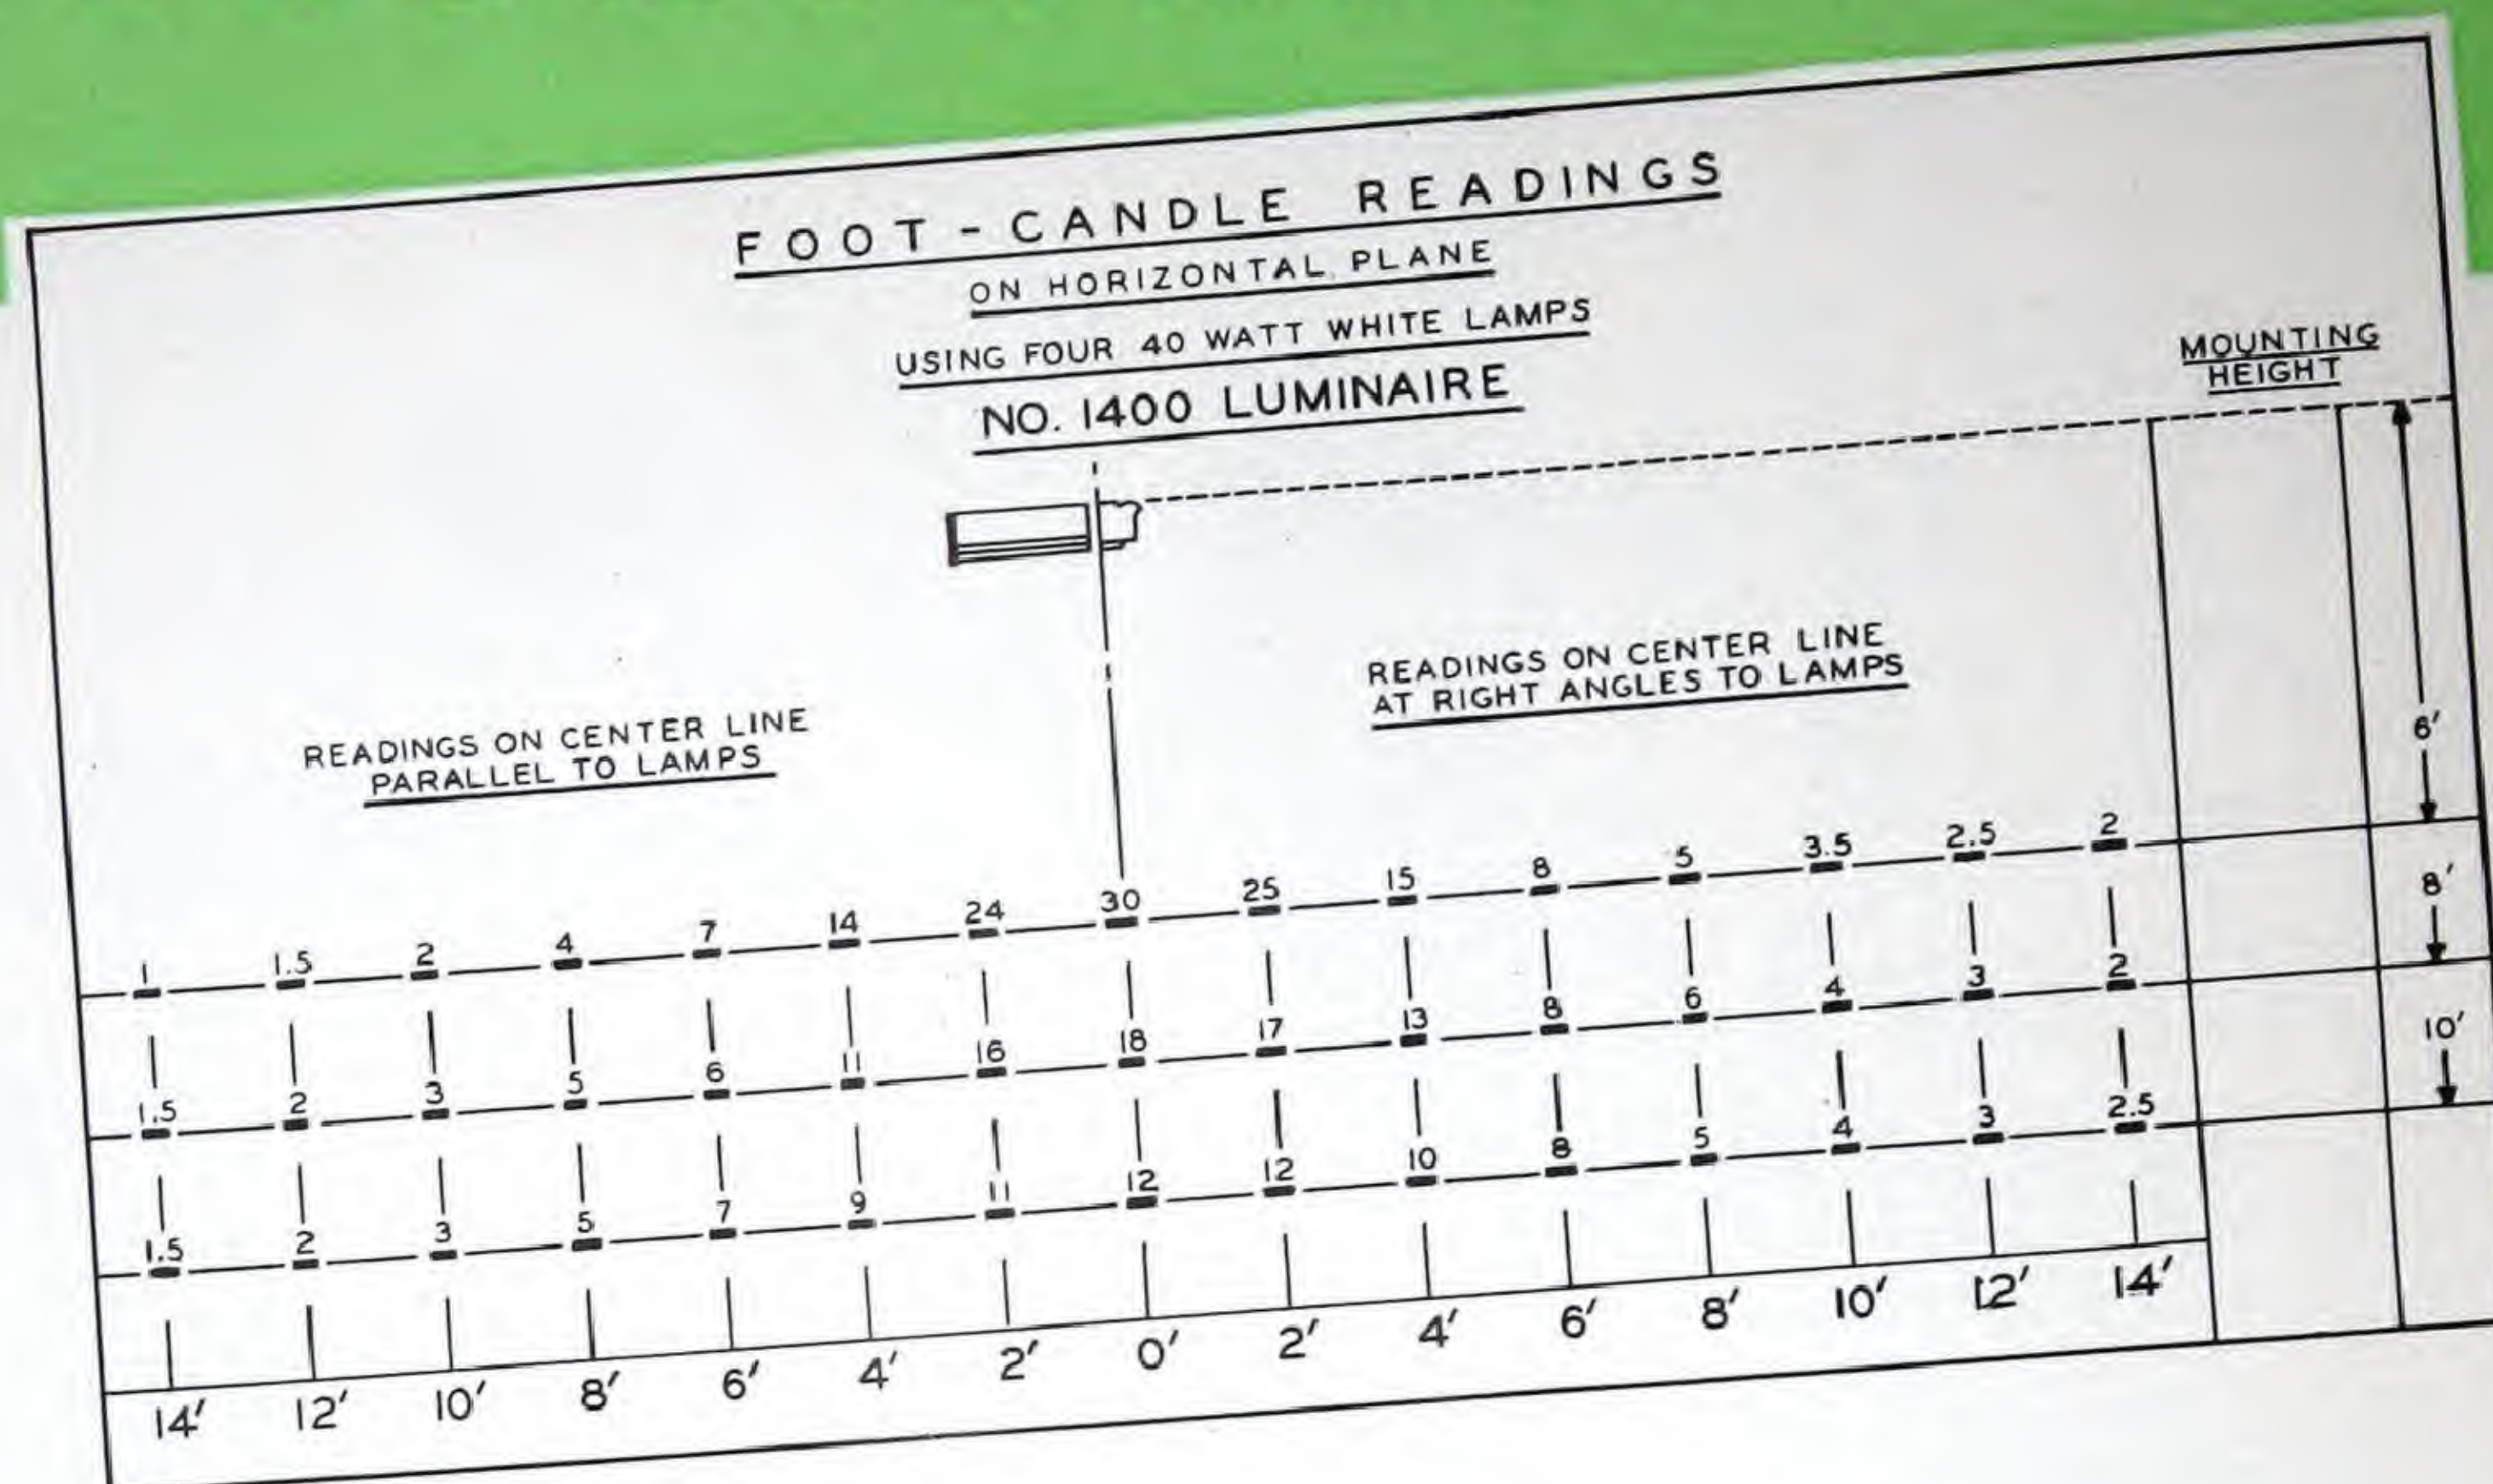 FOOT-CANDLE READINGS
ON HORIZONTAL PLANE
USING FOUR 40 WATT WHITE LAMPS
NO. 1400 LUMINAIRE
MOUNTING
HEIGHT
READINGS ON CENTER LINE
PARALLEL TO LAMPS
READINGS ON CENTER LINE
AT RIGHT ANGLES TO LAMPS
6'
1 1.5 2 4 7 14 24 30 25 15 8 5 3.5 2.5 2
8'
1.5 2 3 5 6 11 16 18 17 13 8 6 4 3 2
10'
1.5 2 3 5 7 9 11 12 12 10 8 5 4 3 2.5
14' 12' 10' 8' 6' 4' 2' 0' 2' 4' 6' 8' 10' 12' 14'